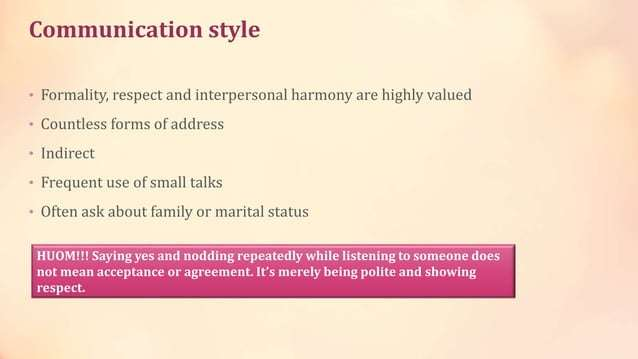 Communication style
• Formality, respect and interpersonal harmony are highly valued
• Countless forms of address
• Indirect
• Frequent use of small talks
• Often ask about family or marital status
HUOM!!! Saying yes and nodding repeatedly while listening to someone does
not mean acceptance or agreement. It's merely being polite and showing
respect.